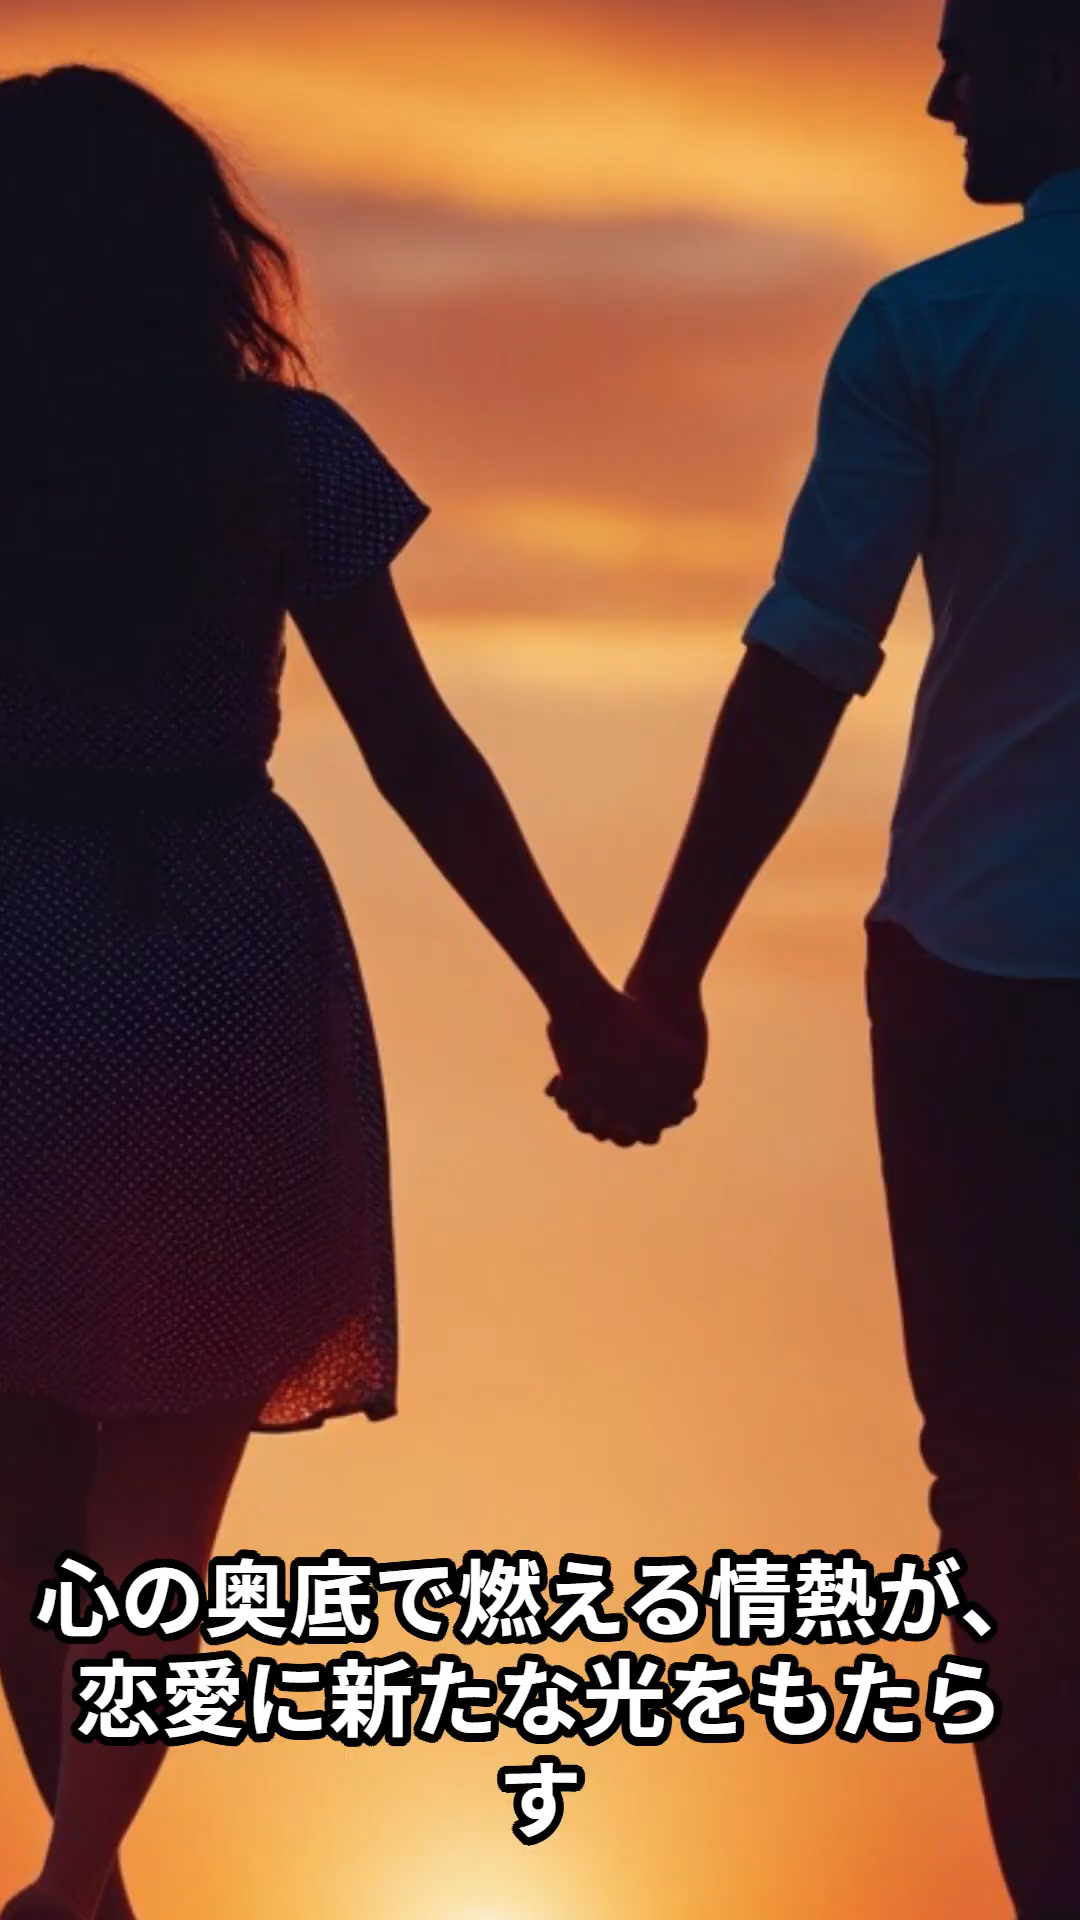 心の奥底で燃える情熱が、
恋愛に新たな光をもたら
す